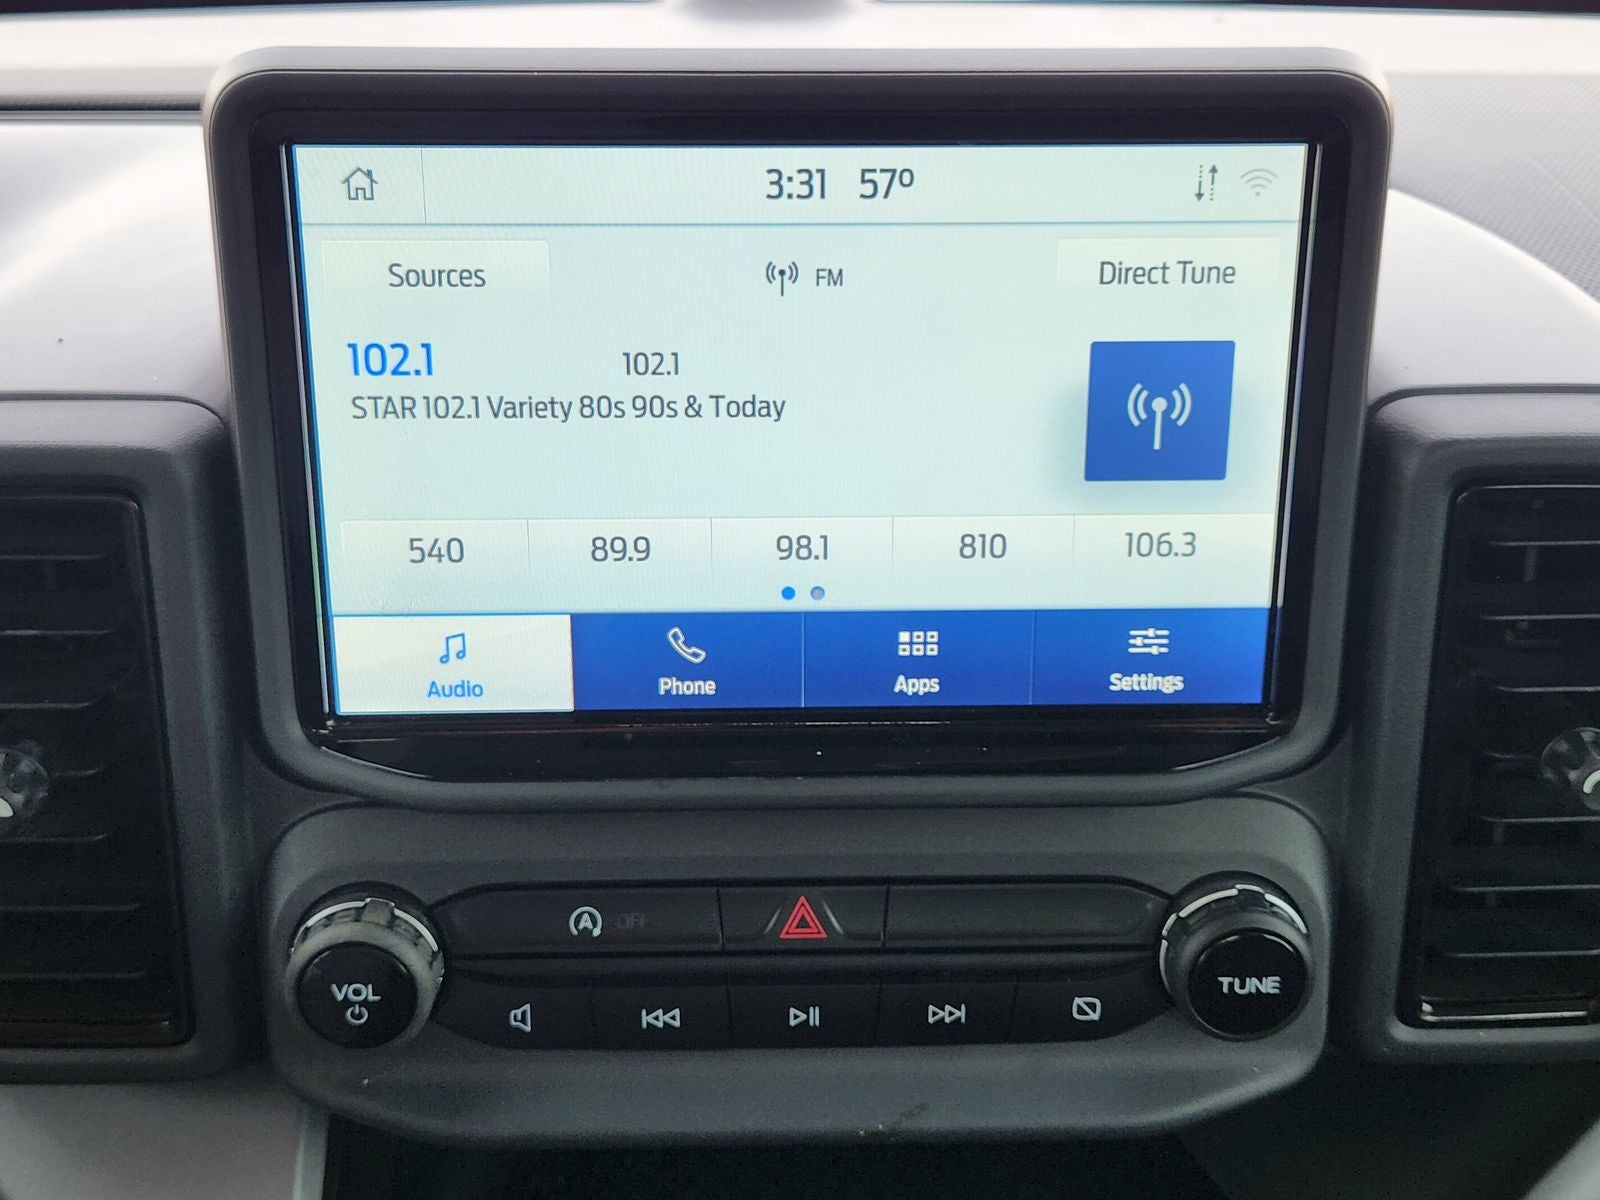 3:31 57º
Sources FM Direct Tune
102.1 102.1
STAR 102.1 Variety 80s 90s & Today
540 89.9 98.1 810 106.3
Audio Phone Apps Settings
A OFF
VOL TUNE